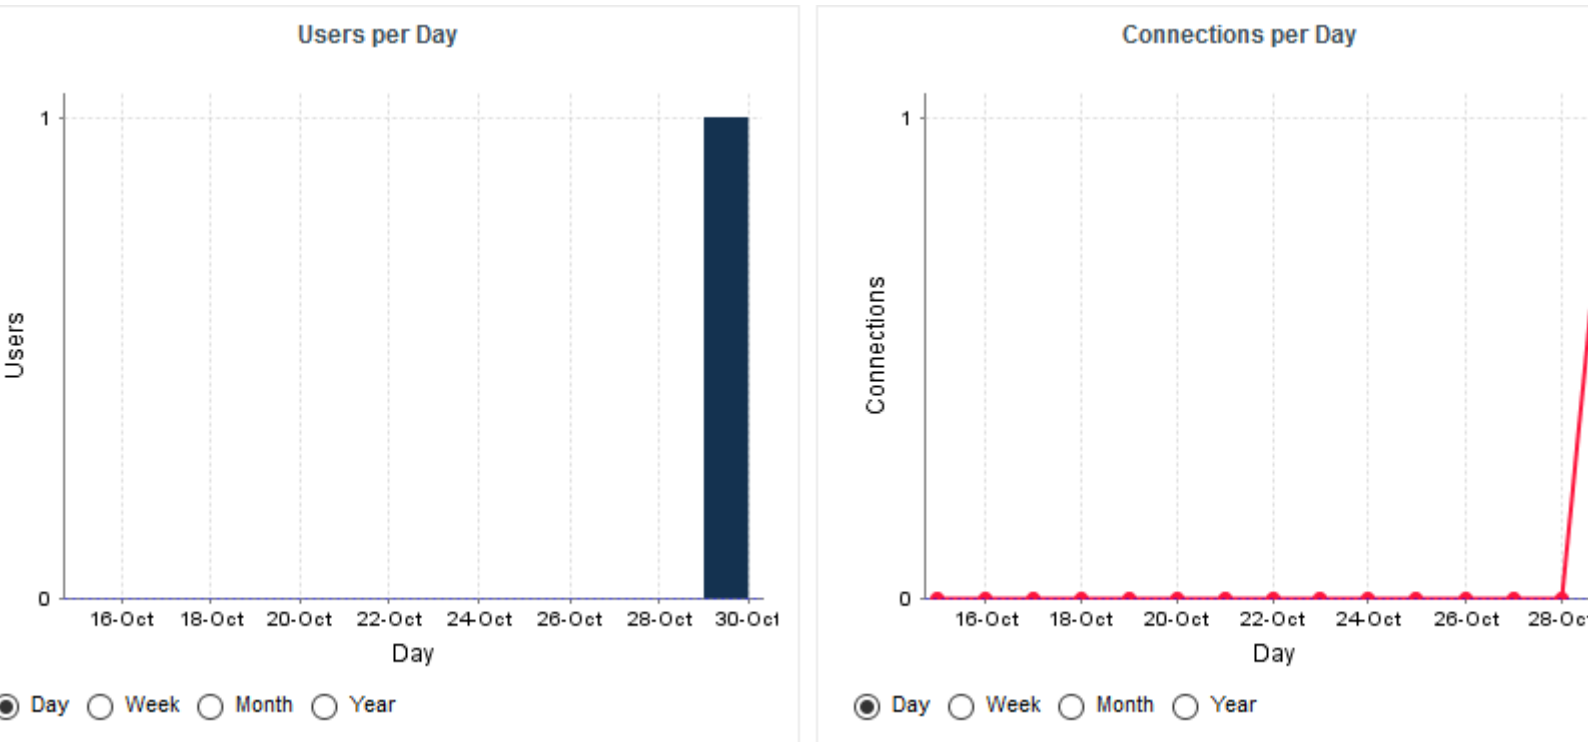 Users per Day
1
Users
0
16-Oct 18-Oct 20-Oct 22-Oct 24-Oct 26-Oct 28-Oct 30-Oct
Day
Day Week Month Year
Connections per Day
1
Connections
0
16-Oct 18-Oct 20-Oct 22-Oct 24-Oct 26-Oct 28-Oct
Day
Day Week Month Year